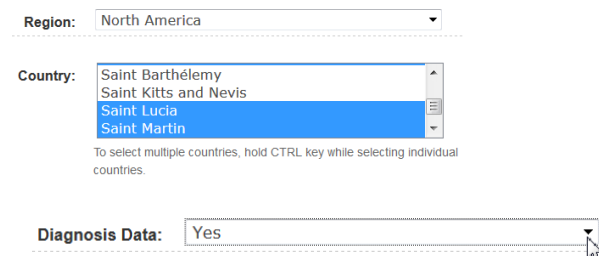 Region: North America
Country: Saint Barthélemy
Saint Kitts and Nevis
Saint Lucia
Saint Martin
To select multiple countries, hold CTRL key while selecting individual
countries.
Diagnosis Data: Yes